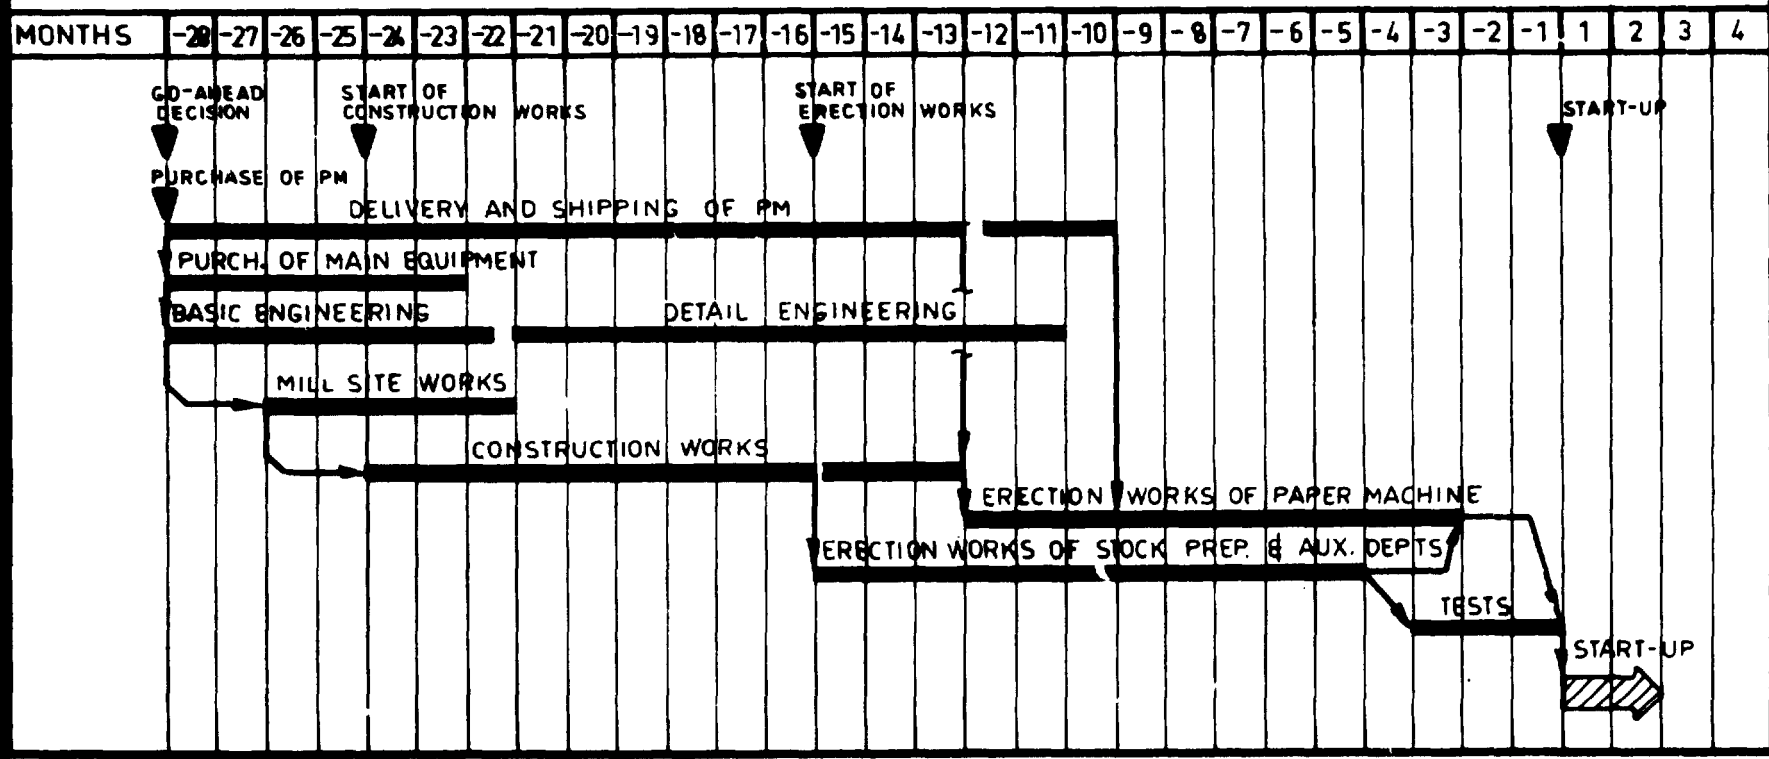 MONTHS -28 -27 -26 -25 -24 -23 -22 -21 -20 -19 -18 -17 -16 -15 -14 -13 -12 -11 -10 -9 -8 -7 -6 -5 -4 -3 -2 -1 1 2 3 4
GO-AHEAD
DECISION
START OF
CONSTRUCTION WORKS
START OF
ERECTION WORKS
START-UP
PURCHASE OF PM
DELIVERY AND SHIPPING OF PM
PURCH. OF MAIN EQUIPMENT
BASIC ENGINEERING
DETAIL ENGINEERING
MILL SITE WORKS
CONSTRUCTION WORKS
ERECTION WORKS OF PAPER MACHINE
ERECTION WORKS OF STOCK PREP. & AUX. DEPTS
TESTS
START-UP